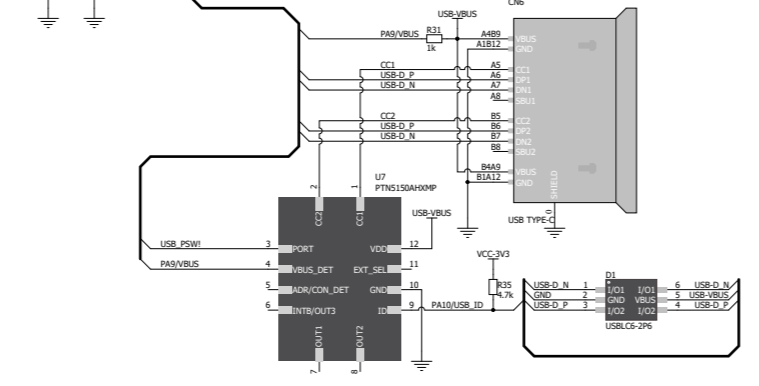 CN6
USB-VBUS
PA9/VBUS R31 A4B9 VBUS
1k A1B12 GND
CC1 A5 CC1
USB-D_P A6 DP1
USB-D_N A7 DN1
A8 SBU1
CC2 B5 CC2
USB-D_P B6 DP2
USB-D_N B7 DN2
B8 SBU2
B4A9 VBUS
B1A12 GND
SHIELD
0
USB TYPE-C
U7
PTN5150AHXMP
2 1
CC2 CC1
USB-VBUS
USB_PSW! 3 PORT VDD 12
PA9/VBUS 4 VBUS_DET EXT_SEL 11
5 ADR/CON_DET GND 10
6 INTB/OUT3 ID 9 PA10/USB_ID
OUT1 OUT2
7 8
VCC-3V3
R35
4.7k
D1
USB-D_N 1 I/O1 I/O1 6 USB-D_N
GND 2 GND VBUS 5 USB-VBUS
USB-D_P 3 I/O2 I/O2 4 USB-D_P
USBLC6-2P6